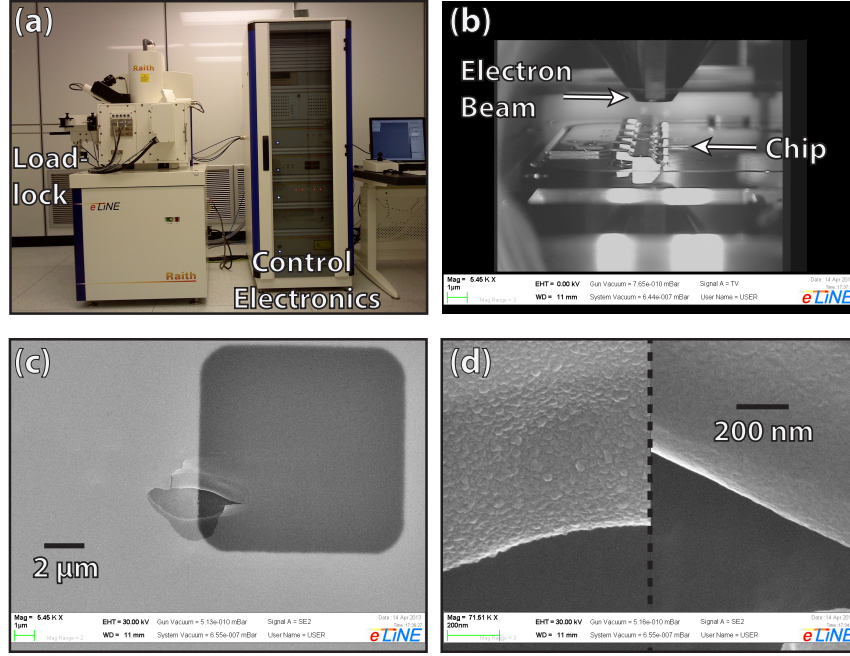 (a)
Raith
Load-
lock
eLiNE
Raith
Control
Electronics
(b)
Electron
Beam
Chip
Mag = 5.45 K X
1µm
EHT = 0.00 kV
Gun Vacuum = 7.65e-010 mBar
Signal A = TV
WD = 11 mm
System Vacuum = 6.44e-007 mBar
User Name = USER
eLiNE
(c)
2 µm
Mag = 5.45 K X
1µm
EHT = 30.00 kV
Gun Vacuum = 5.13e-010 mBar
Signal A = SE2
Date : 14 Apr 2013
WD = 11 mm
System Vacuum = 6.55e-007 mBar
User Name = USER
eLiNE
(d)
200 nm
Mag = 71.51 K X
200nm
EHT = 30.00 kV
Gun Vacuum = 5.16e-010 mBar
Signal A = SE2
WD = 11 mm
System Vacuum = 6.55e-007 mBar
User Name = USER
eLiNE